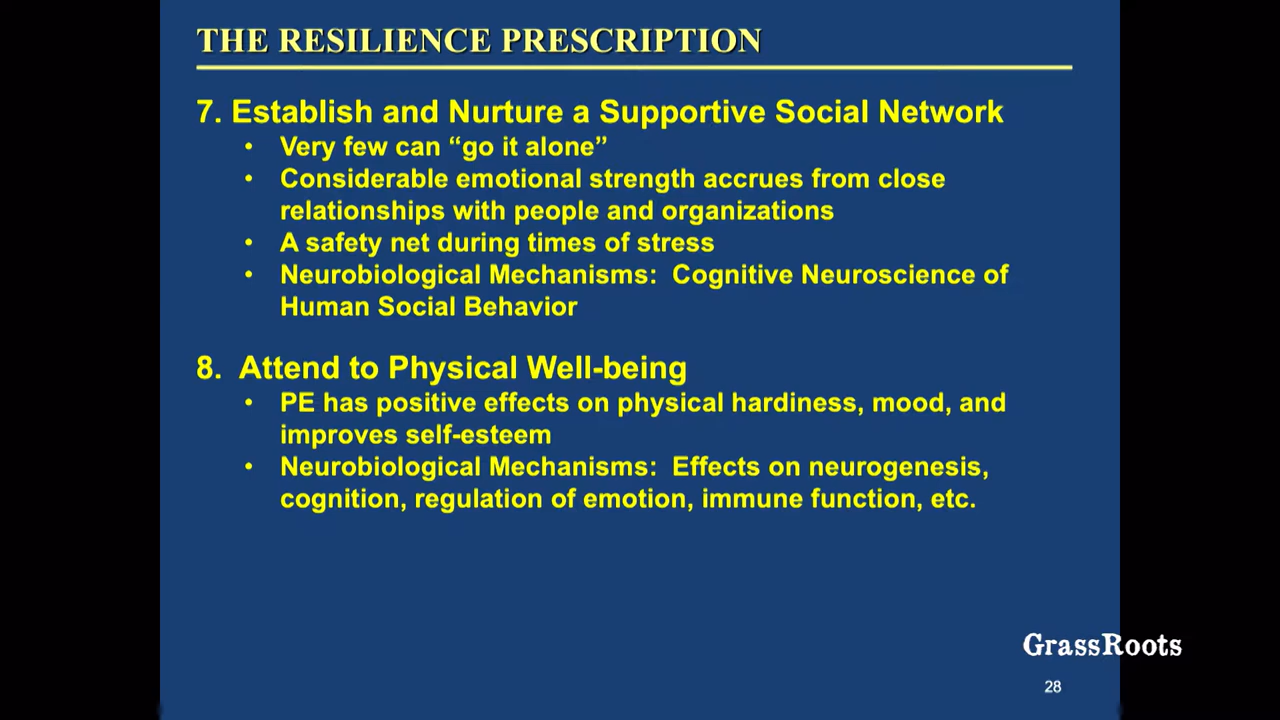 THE RESILIENCE PRESCRIPTION
7. Establish and Nurture a Supportive Social Network
• Very few can “go it alone”
• Considerable emotional strength accrues from close
relationships with people and organizations
• A safety net during times of stress
• Neurobiological Mechanisms: Cognitive Neuroscience of
Human Social Behavior
8. Attend to Physical Well-being
• PE has positive effects on physical hardiness, mood, and
improves self-esteem
• Neurobiological Mechanisms: Effects on neurogenesis,
cognition, regulation of emotion, immune function, etc.
GrassRoots
28